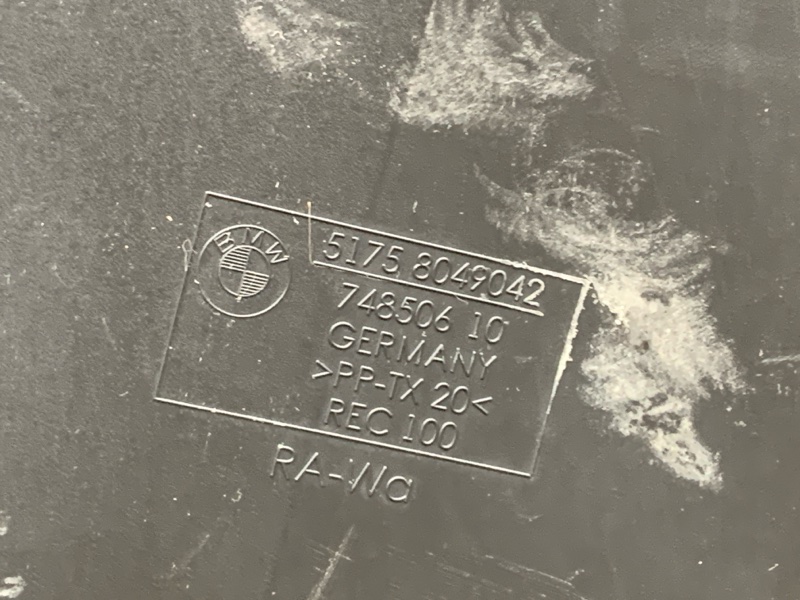 BMW
5175 8049042
748506 10
GERMANY
>PP-TX 20<
REC 100
RA-Wa